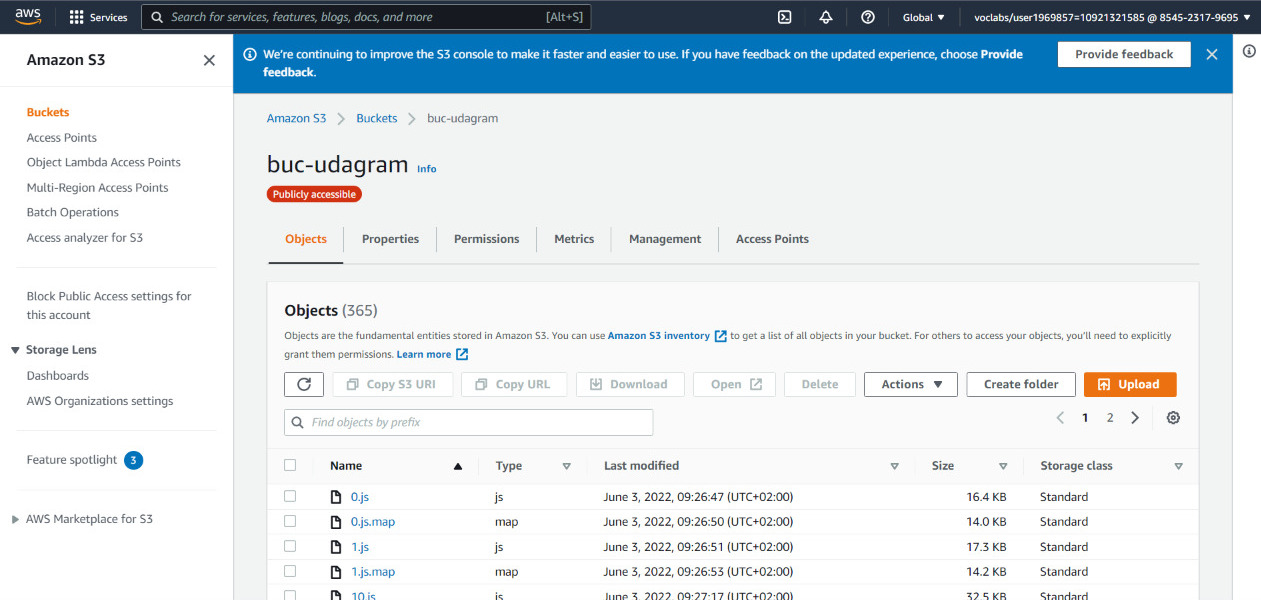 aws Services Search for services, features, blogs, docs, and more [Alt+S] Global ▼ voclabs/user1969857=10921321585 @ 8545-2317-9695 ▼
Amazon S3
We're continuing to improve the S3 console to make it faster and easier to use. If you have feedback on the updated experience, choose Provide
feedback.
Provide feedback
Buckets
Access Points
Object Lambda Access Points
Multi-Region Access Points
Batch Operations
Access analyzer for S3
Block Public Access settings for
this account
Storage Lens
Dashboards
AWS Organizations settings
Feature spotlight 3
AWS Marketplace for S3
Amazon S3 > Buckets > buc-udagram
buc-udagram Info
Publicly accessible
Objects Properties Permissions Metrics Management Access Points
Objects (365)
Objects are the fundamental entities stored in Amazon S3. You can use Amazon S3 inventory to get a list of all objects in your bucket. For others to access your objects, you'll need to explicitly
grant them permissions. Learn more
Copy S3 URI Copy URL Download Open Delete Actions ▼ Create folder Upload
Find objects by prefix
1 2
Name Type Last modified Size Storage class
0.js js June 3, 2022, 09:26:47 (UTC+02:00) 16.4 KB Standard
0.js.map map June 3, 2022, 09:26:50 (UTC+02:00) 14.0 KB Standard
1.js js June 3, 2022, 09:26:51 (UTC+02:00) 17.3 KB Standard
1.js.map map June 3, 2022, 09:26:53 (UTC+02:00) 14.2 KB Standard
10.js js June 3, 2022, 09:27:17 (UTC+02:00) 32.5 KB Standard